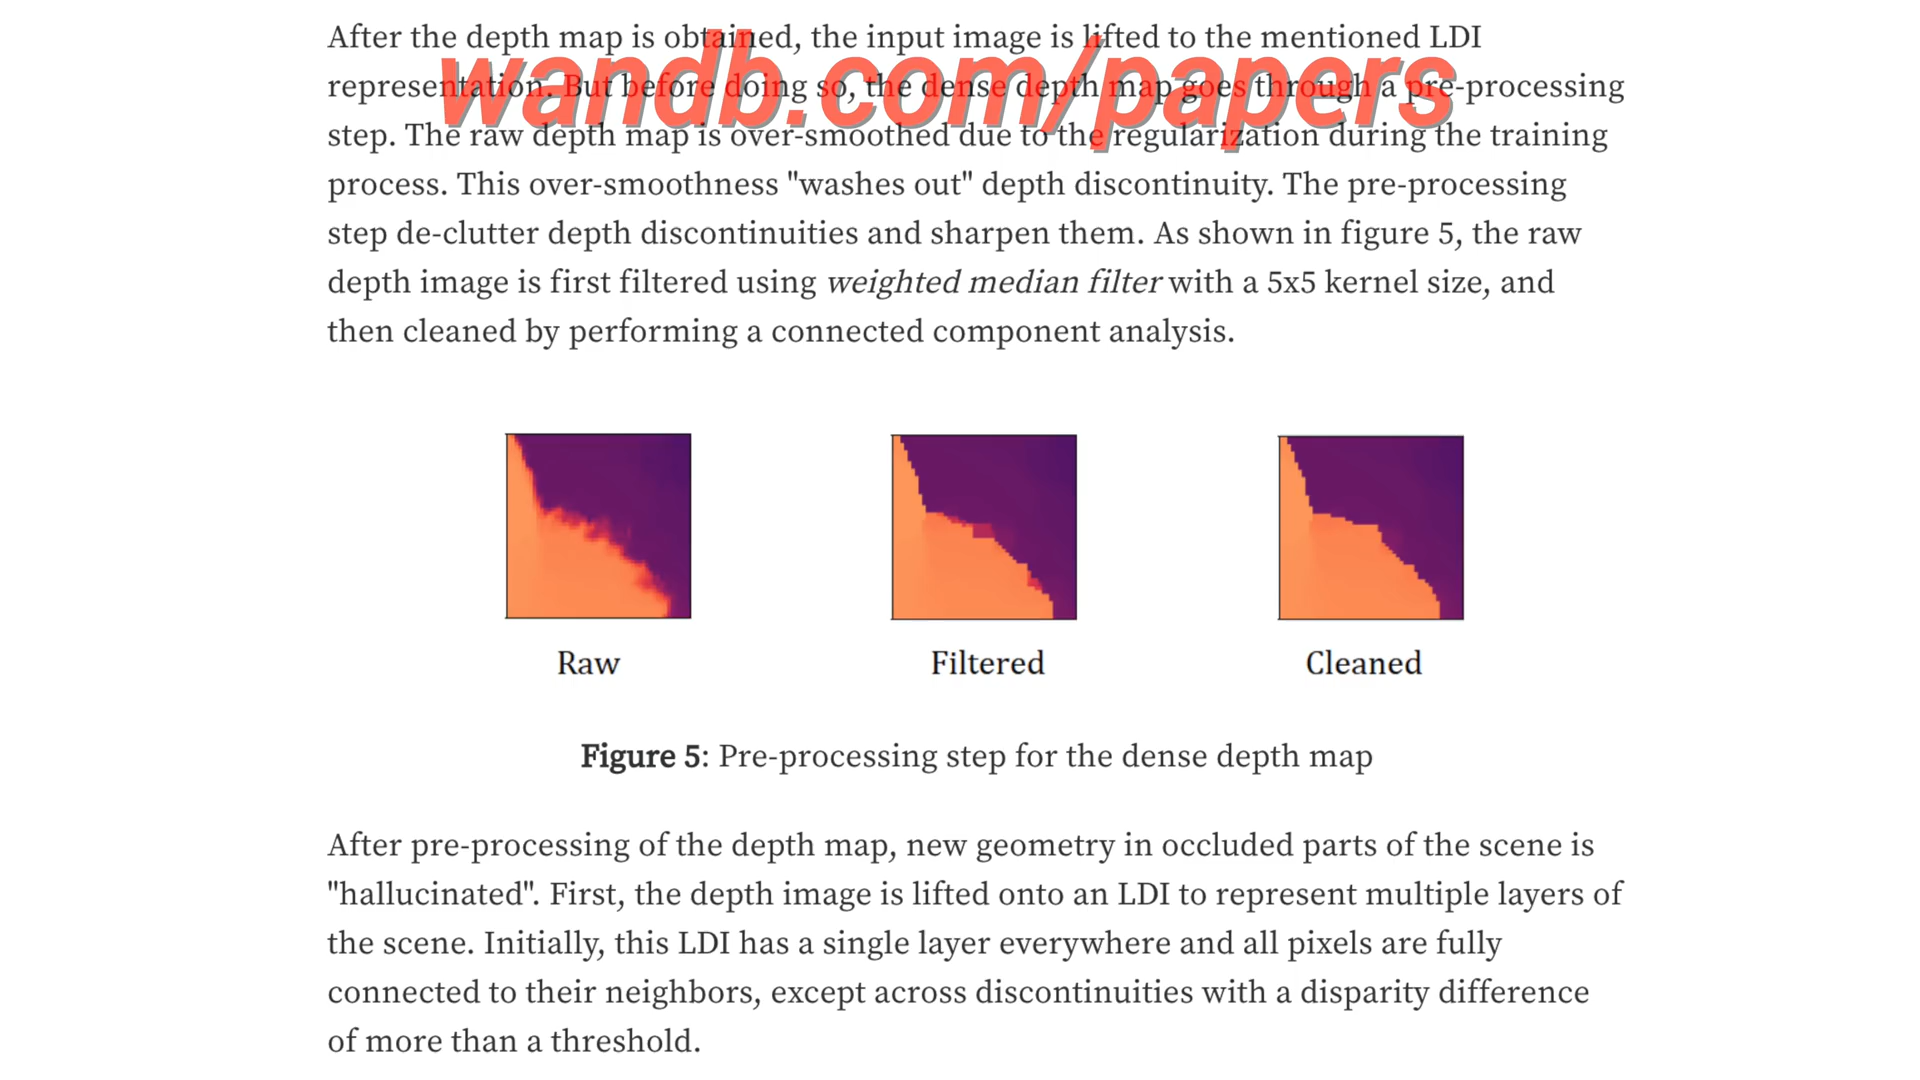 After the depth map is obtained, the input image is lifted to the mentioned LDI
wandb.com/papers
representation. But before doing so, the dense depth map goes through a pre-processing
step. The raw depth map is over-smoothed due to the regularization during the training
process. This over-smoothness "washes out" depth discontinuity. The pre-processing
step de-clutter depth discontinuities and sharpen them. As shown in figure 5, the raw
depth image is first filtered using weighted median filter with a 5x5 kernel size, and
then cleaned by performing a connected component analysis.
Raw Filtered Cleaned
Figure 5: Pre-processing step for the dense depth map
After pre-processing of the depth map, new geometry in occluded parts of the scene is
"hallucinated". First, the depth image is lifted onto an LDI to represent multiple layers of
the scene. Initially, this LDI has a single layer everywhere and all pixels are fully
connected to their neighbors, except across discontinuities with a disparity difference
of more than a threshold.